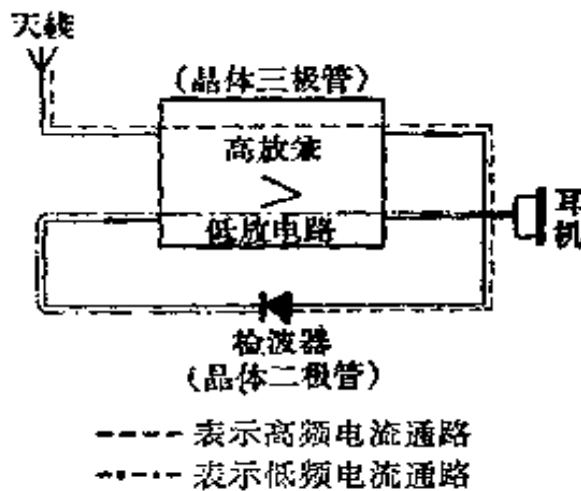 天线
(晶体三极管)
高放兼
低放电路
耳机
检波器
(晶体二极管)
表示高频电流通路
表示低频电流通路